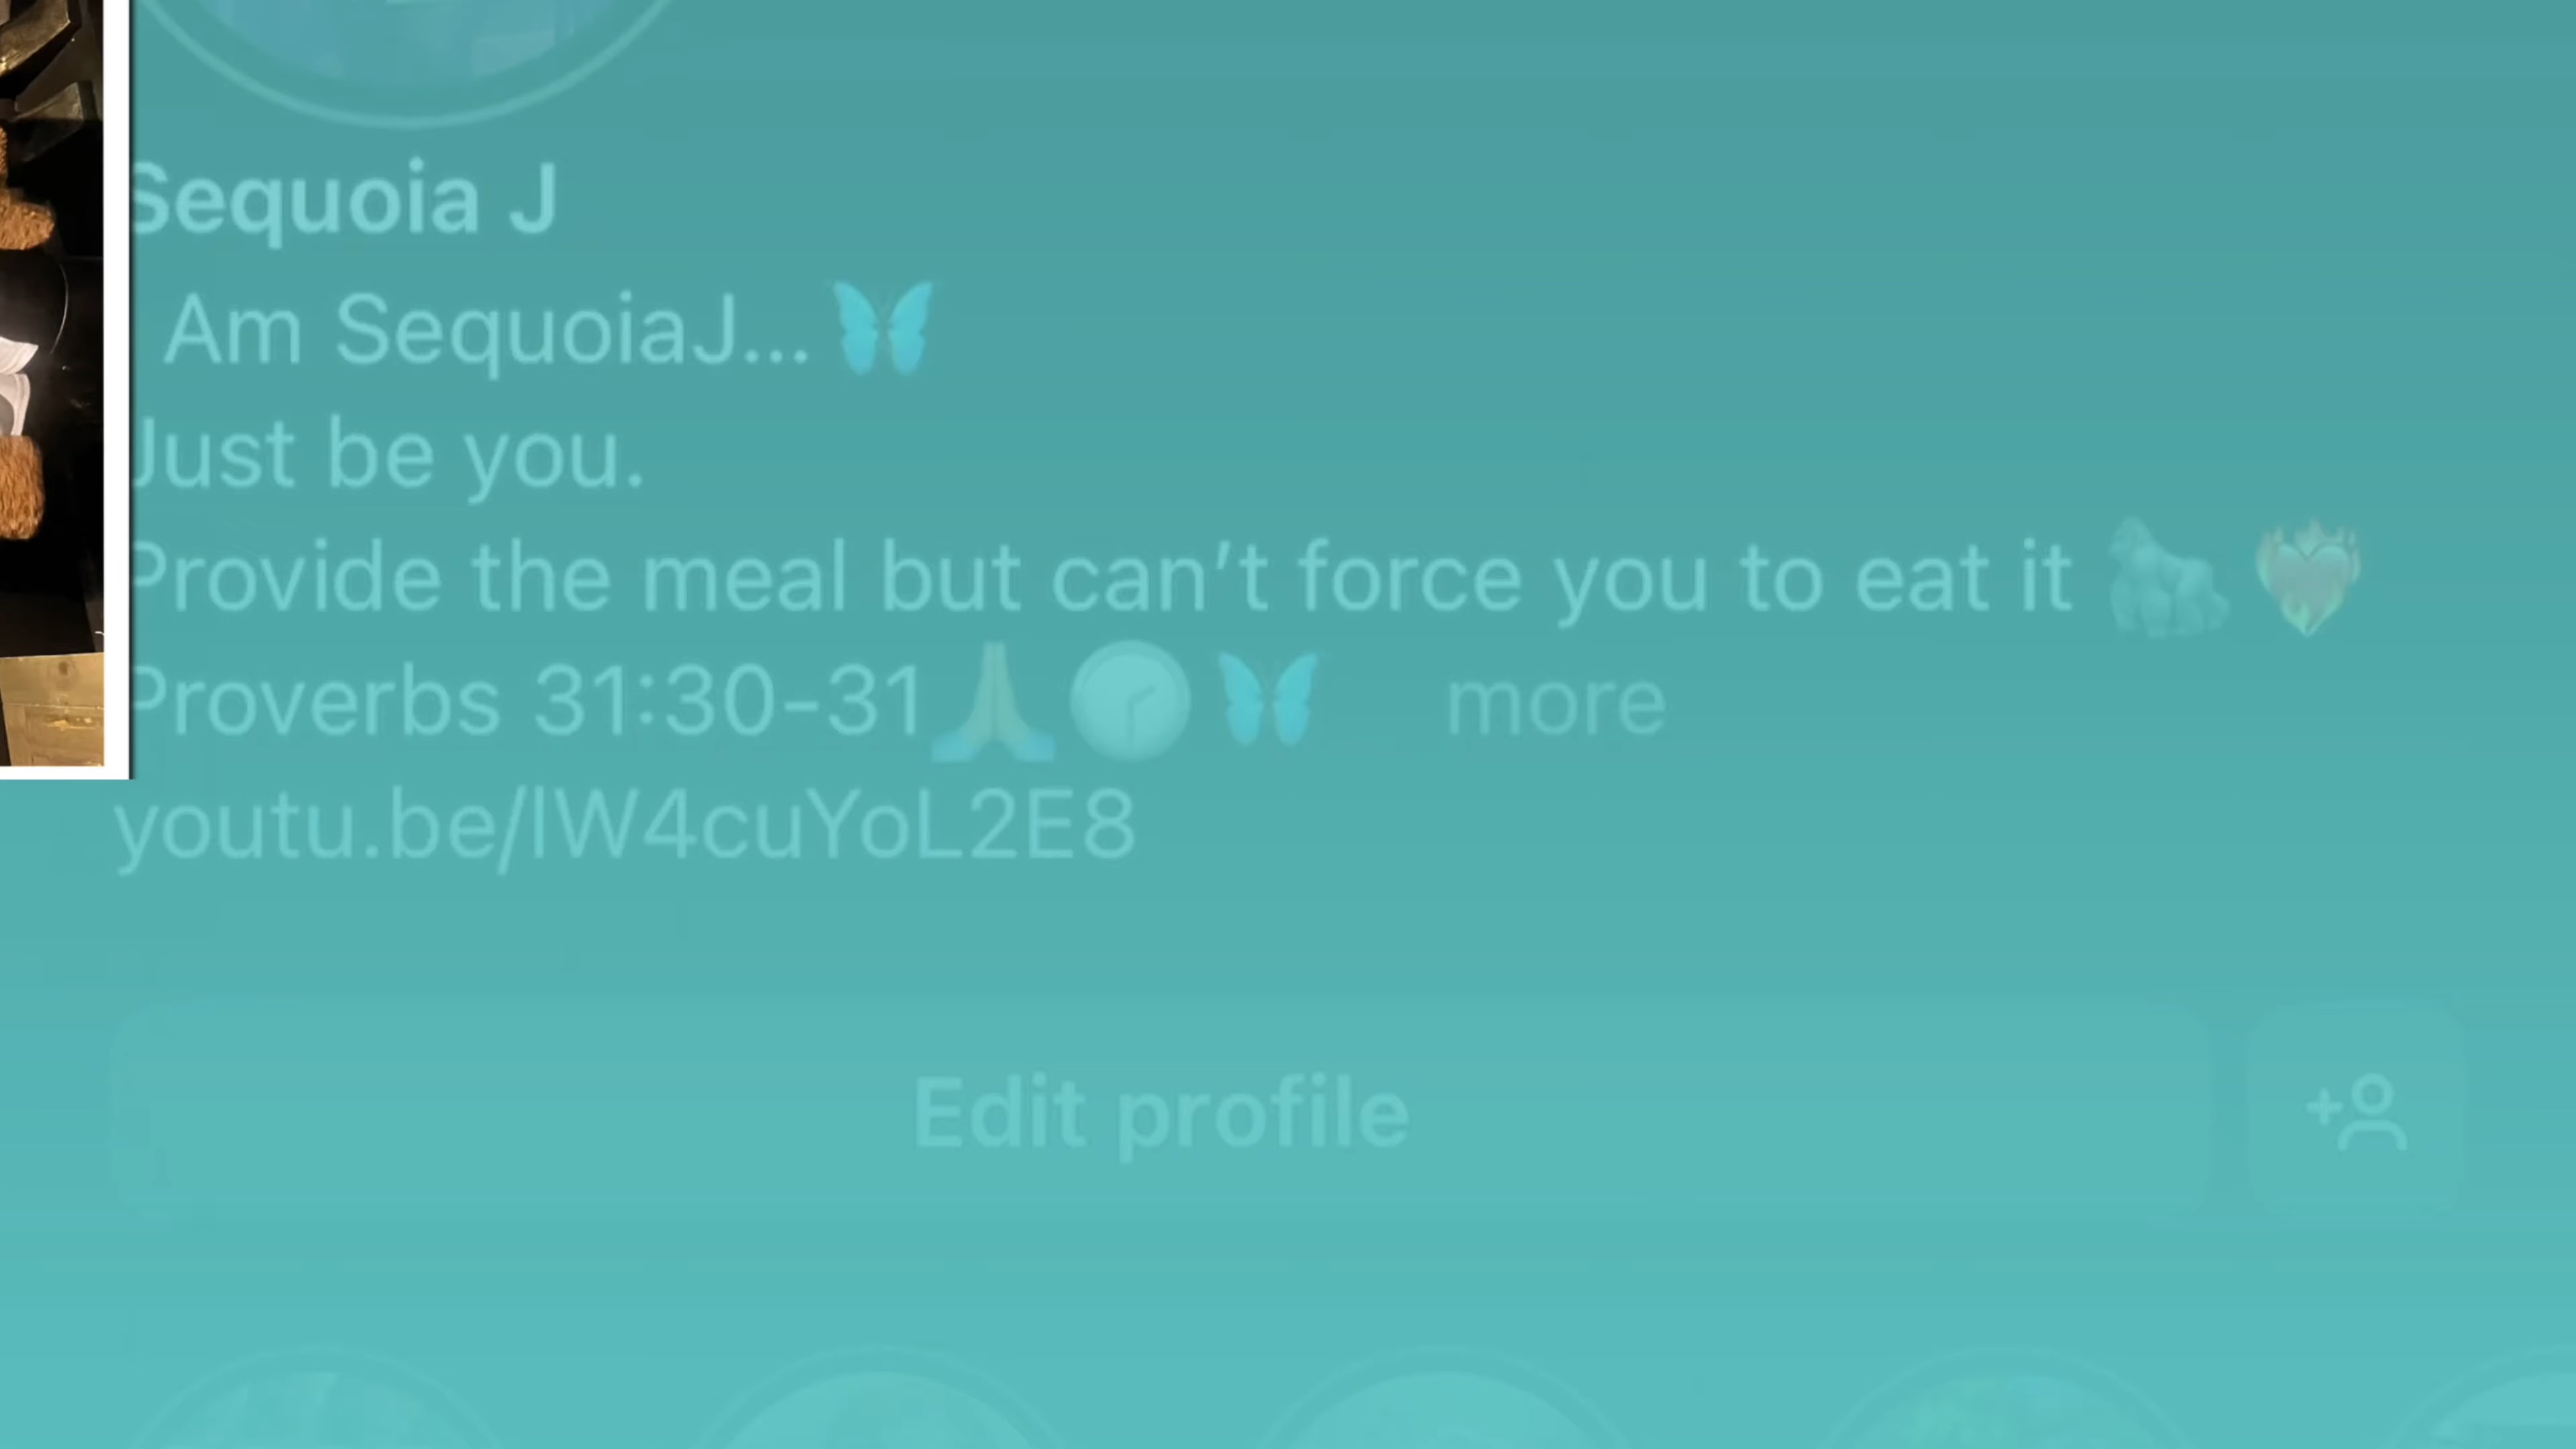 Sequoia J
Am SequoiaJ...🦋
Just be you.
Provide the meal but can't force you to eat it 🦍❤️‍🔥
Proverbs 31:30-31🙏🕜🦋 more
youtu.be/lW4cuYoL2E8
Edit profile